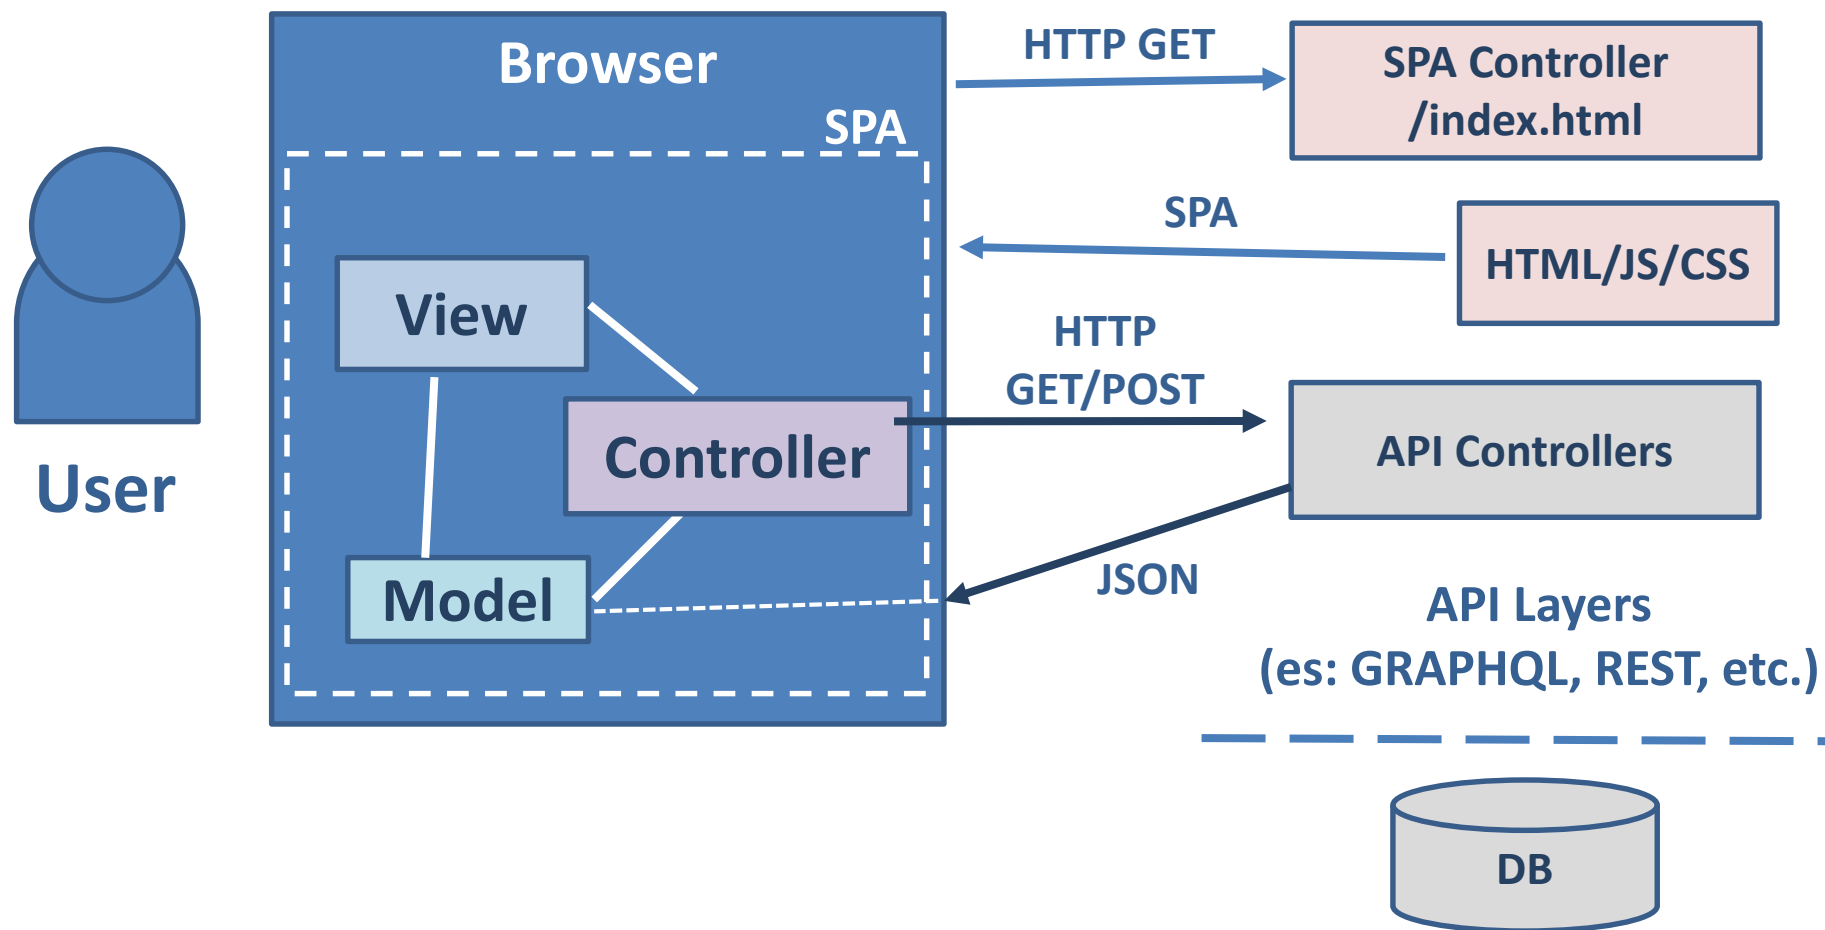 Browser
SPA
User
View
Controller
Model
HTTP GET
SPA Controller
/index.html
SPA
HTML/JS/CSS
HTTP
GET/POST
API Controllers
JSON
API Layers
(es: GRAPHQL, REST, etc.)
DB